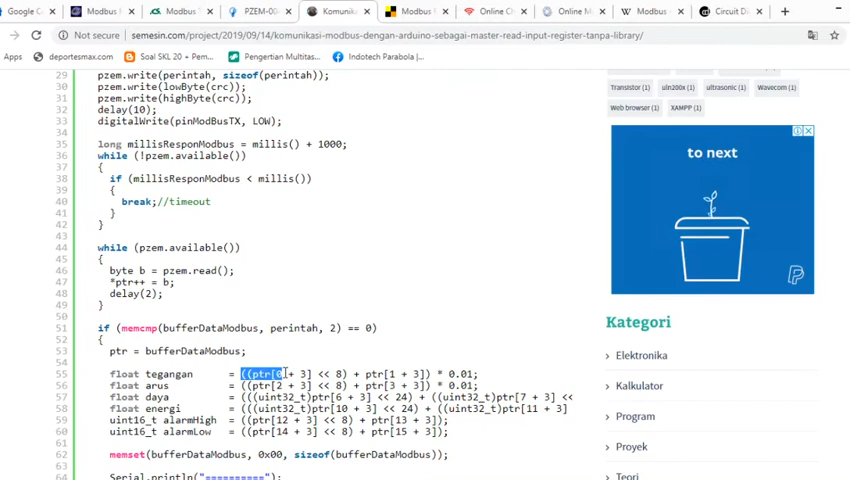 Google C
Modbus
Modbus T
PZEM-00
Komunika
Modbus R
Online Ch
Online M
Modbus -
Circuit D
Not secure
semesin.com/project/2019/09/14/komunikasi-modbus-dengan-arduino-sebagai-master-read-input-register-tanpa-library/
Apps
deportesmax.com
Soal SKL 20 + Pem...
Pengertian Multime...
Indotech Parabola |...
29 pzem.write(perintah, sizeof(perintah));
30 pzem.write(lowByte(crc));
31 pzem.write(highByte(crc));
32 delay(10);
33 digitalWrite(pinModBusTX, LOW);
34
35 long millisResponModbus = millis() + 1000;
36 while (!pzem.available())
37 {
38 if (millisResponModbus < millis())
39 {
40 break;//timeout
41 }
42 }
43
44 while (pzem.available())
45 {
46 byte b = pzem.read();
47 *ptr++ = b;
48 delay(2);
49 }
50
51 if (memcmp(bufferDataModbus, perintah, 2) == 0)
52 {
53 ptr = bufferDataModbus;
54
55 float tegangan = ((ptr[0 + 3] << 8) + ptr[1 + 3]) * 0.01;
56 float arus = ((ptr[2 + 3] << 8) + ptr[3 + 3]) * 0.01;
57 float daya = (((uint32_t)ptr[6 + 3] << 24) + ((uint32_t)ptr[7 + 3] <<
58 float energi = (((uint32_t)ptr[10 + 3] << 24) + ((uint32_t)ptr[11 + 3]
59 uint16_t alarmHigh = ((ptr[12 + 3] << 8) + ptr[13 + 3]);
60 uint16_t alarmLow = ((ptr[14 + 3] << 8) + ptr[15 + 3]);
61
62 memset(bufferDataModbus, 0x00, sizeof(bufferDataModbus));
63
64 Serial.println("==========");
Transistor (1)
uln200x (1)
ultrasonic (1)
Wavecom (1)
Web browser (1)
XAMPP (1)
to next
Kategori
Elektronika
Kalkulator
Program
Proyek
Teori